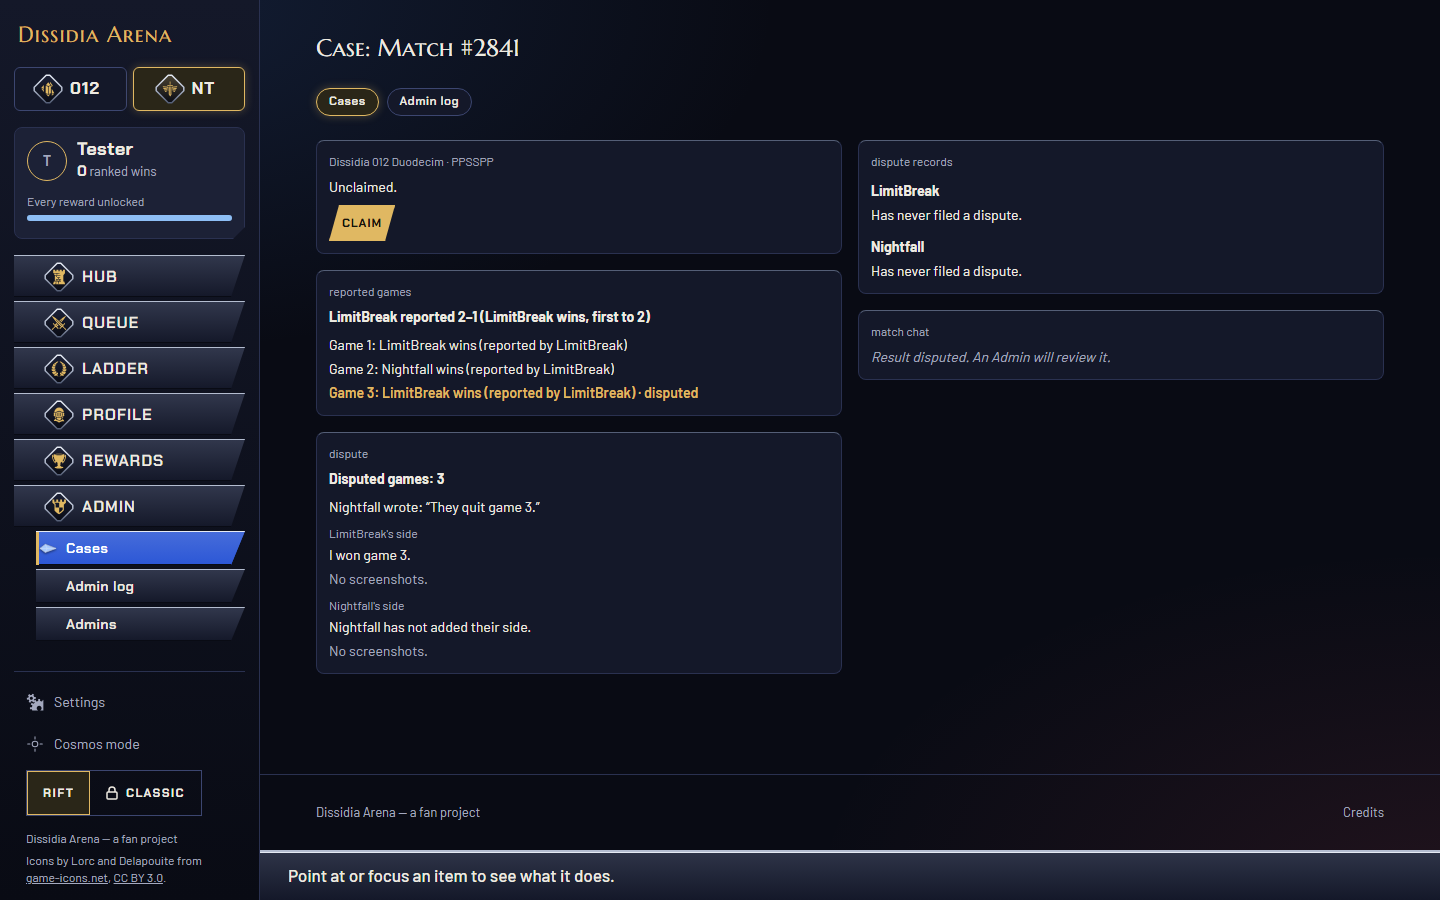 Dissidia Arena
012
NT
T
Tester
0 ranked wins
Every reward unlocked
HUB
QUEUE
LADDER
PROFILE
REWARDS
ADMIN
Cases
Admin log
Admins
Settings
Cosmos mode
RIFT
CLASSIC
Dissidia Arena — a fan project
Icons by Lorc and Delapouite from
game-icons.net, CC BY 3.0.
Case: Match #2841
Cases
Admin log
Dissidia 012 Duodecim · PPSSPP
Unclaimed.
CLAIM
reported games
LimitBreak reported 2–1 (LimitBreak wins, first to 2)
Game 1: LimitBreak wins (reported by LimitBreak)
Game 2: Nightfall wins (reported by LimitBreak)
Game 3: LimitBreak wins (reported by LimitBreak) · disputed
dispute
Disputed games: 3
Nightfall wrote: “They quit game 3.”
LimitBreak's side
I won game 3.
No screenshots.
Nightfall's side
Nightfall has not added their side.
No screenshots.
dispute records
LimitBreak
Has never filed a dispute.
Nightfall
Has never filed a dispute.
match chat
Result disputed. An Admin will review it.
Dissidia Arena — a fan project
Credits
Point at or focus an item to see what it does.